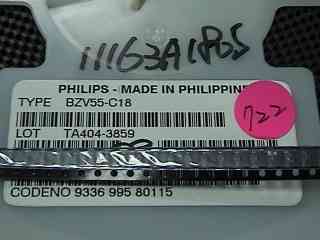 11163A1805
PHILIPS - MADE IN PHILIPPINE
TYPE BZV55-C18
722
LOT TA404-3859
CODENO 9336 995 80115